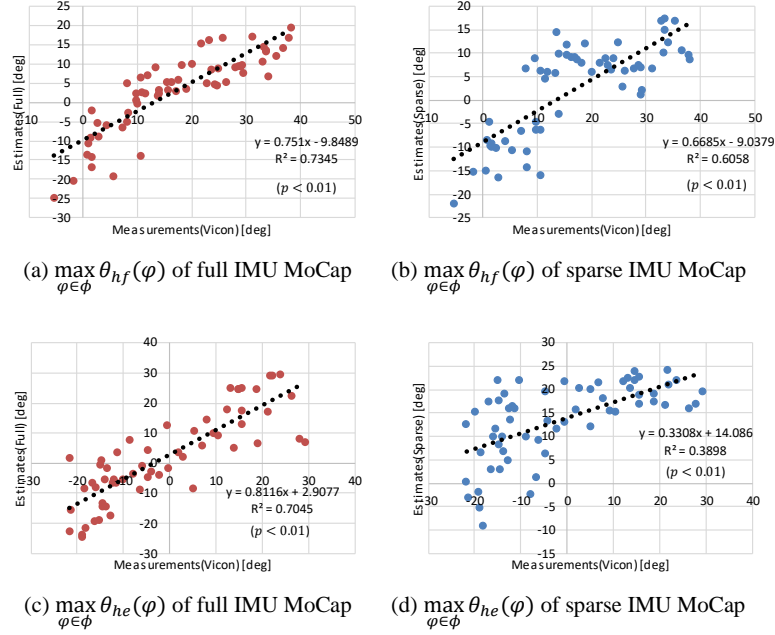 25
20
15
10
5
0
-5
-10
-15
-20
-25
-30
-10 0 10 20 30 40 50
Estimates(Full) [deg]
Measurements(Vicon) [deg]
y = 0.751x - 9.8489
R² = 0.7345
(p < 0.01)
20
15
10
5
0
-5
-10
-15
-20
-25
-10 0 10 20 30 40 50
Estimates(Sparse) [deg]
Measurements(Vicon) [deg]
y = 0.6685x - 9.0379
R² = 0.6058
(p < 0.01)
(a) max φ∈ϕ θhf(φ) of full IMU MoCap
(b) max φ∈ϕ θhf(φ) of sparse IMU MoCap
40
30
20
10
0
-10
-20
-30
-30 -20 -10 0 10 20 30 40
Estimates(Full) [deg]
Measurements(Vicon) [deg]
y = 0.8116x + 2.9077
R² = 0.7045
(p < 0.01)
30
25
20
15
10
5
0
-5
-10
-15
-30 -20 -10 0 10 20 30 40
Estimates(Sparse) [deg]
Measurements(Vicon) [deg]
y = 0.3308x + 14.086
R² = 0.3898
(p < 0.01)
(c) max φ∈ϕ θhe(φ) of full IMU MoCap
(d) max φ∈ϕ θhe(φ) of sparse IMU MoCap